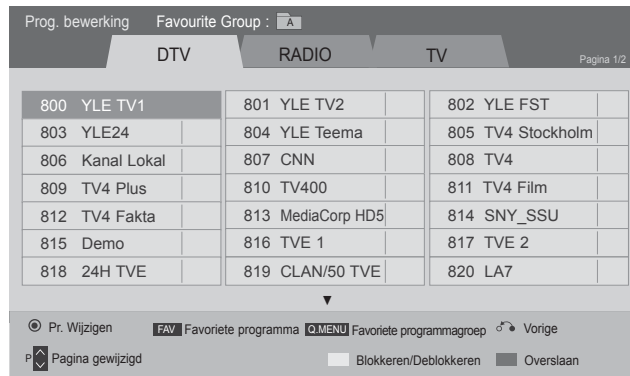 Prog. bewerking Favourite Group : A
DTV RADIO TV Pagina 1/2
800 YLE TV1 801 YLE TV2 802 YLE FST
803 YLE24 804 YLE Teema 805 TV4 Stockholm
806 Kanal Lokal 807 CNN 808 TV4
809 TV4 Plus 810 TV400 811 TV4 Film
812 TV4 Fakta 813 MediaCorp HD5 814 SNY_SSU
815 Demo 816 TVE 1 817 TVE 2
818 24H TVE 819 CLAN/50 TVE 820 LA7
Pr. Wijzigen FAV Favoriete programma Q.MENU Favoriete programmagroep Vorige
P Pagina gewijzigd Blokkeren/Deblokkeren Overslaan